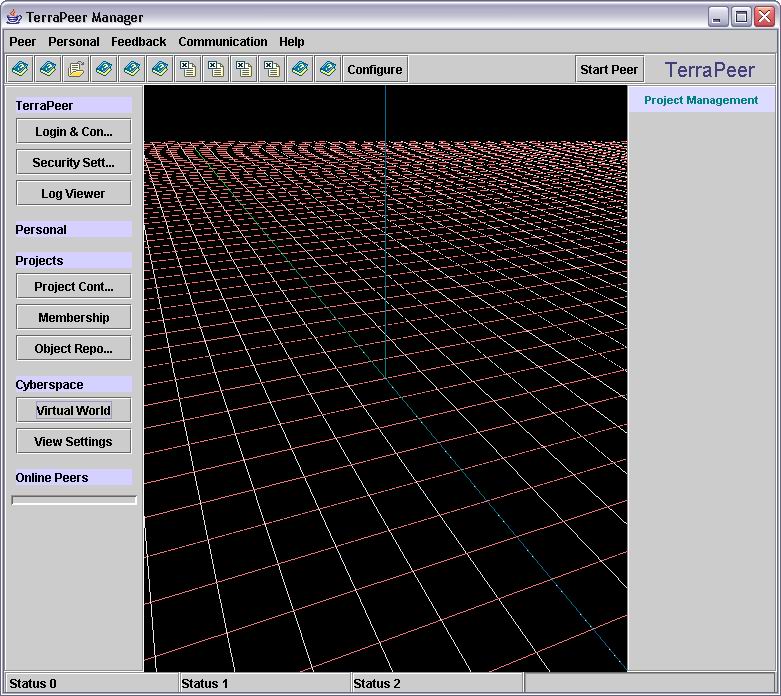 TerraPeer Manager
Peer Personal Feedback Communication Help
Configure Start Peer TerraPeer
TerraPeer
Login & Con...
Security Sett...
Log Viewer
Personal
Projects
Project Cont...
Membership
Object Repo...
Cyberspace
Virtual World
View Settings
Online Peers
Project Management
Status 0 Status 1 Status 2